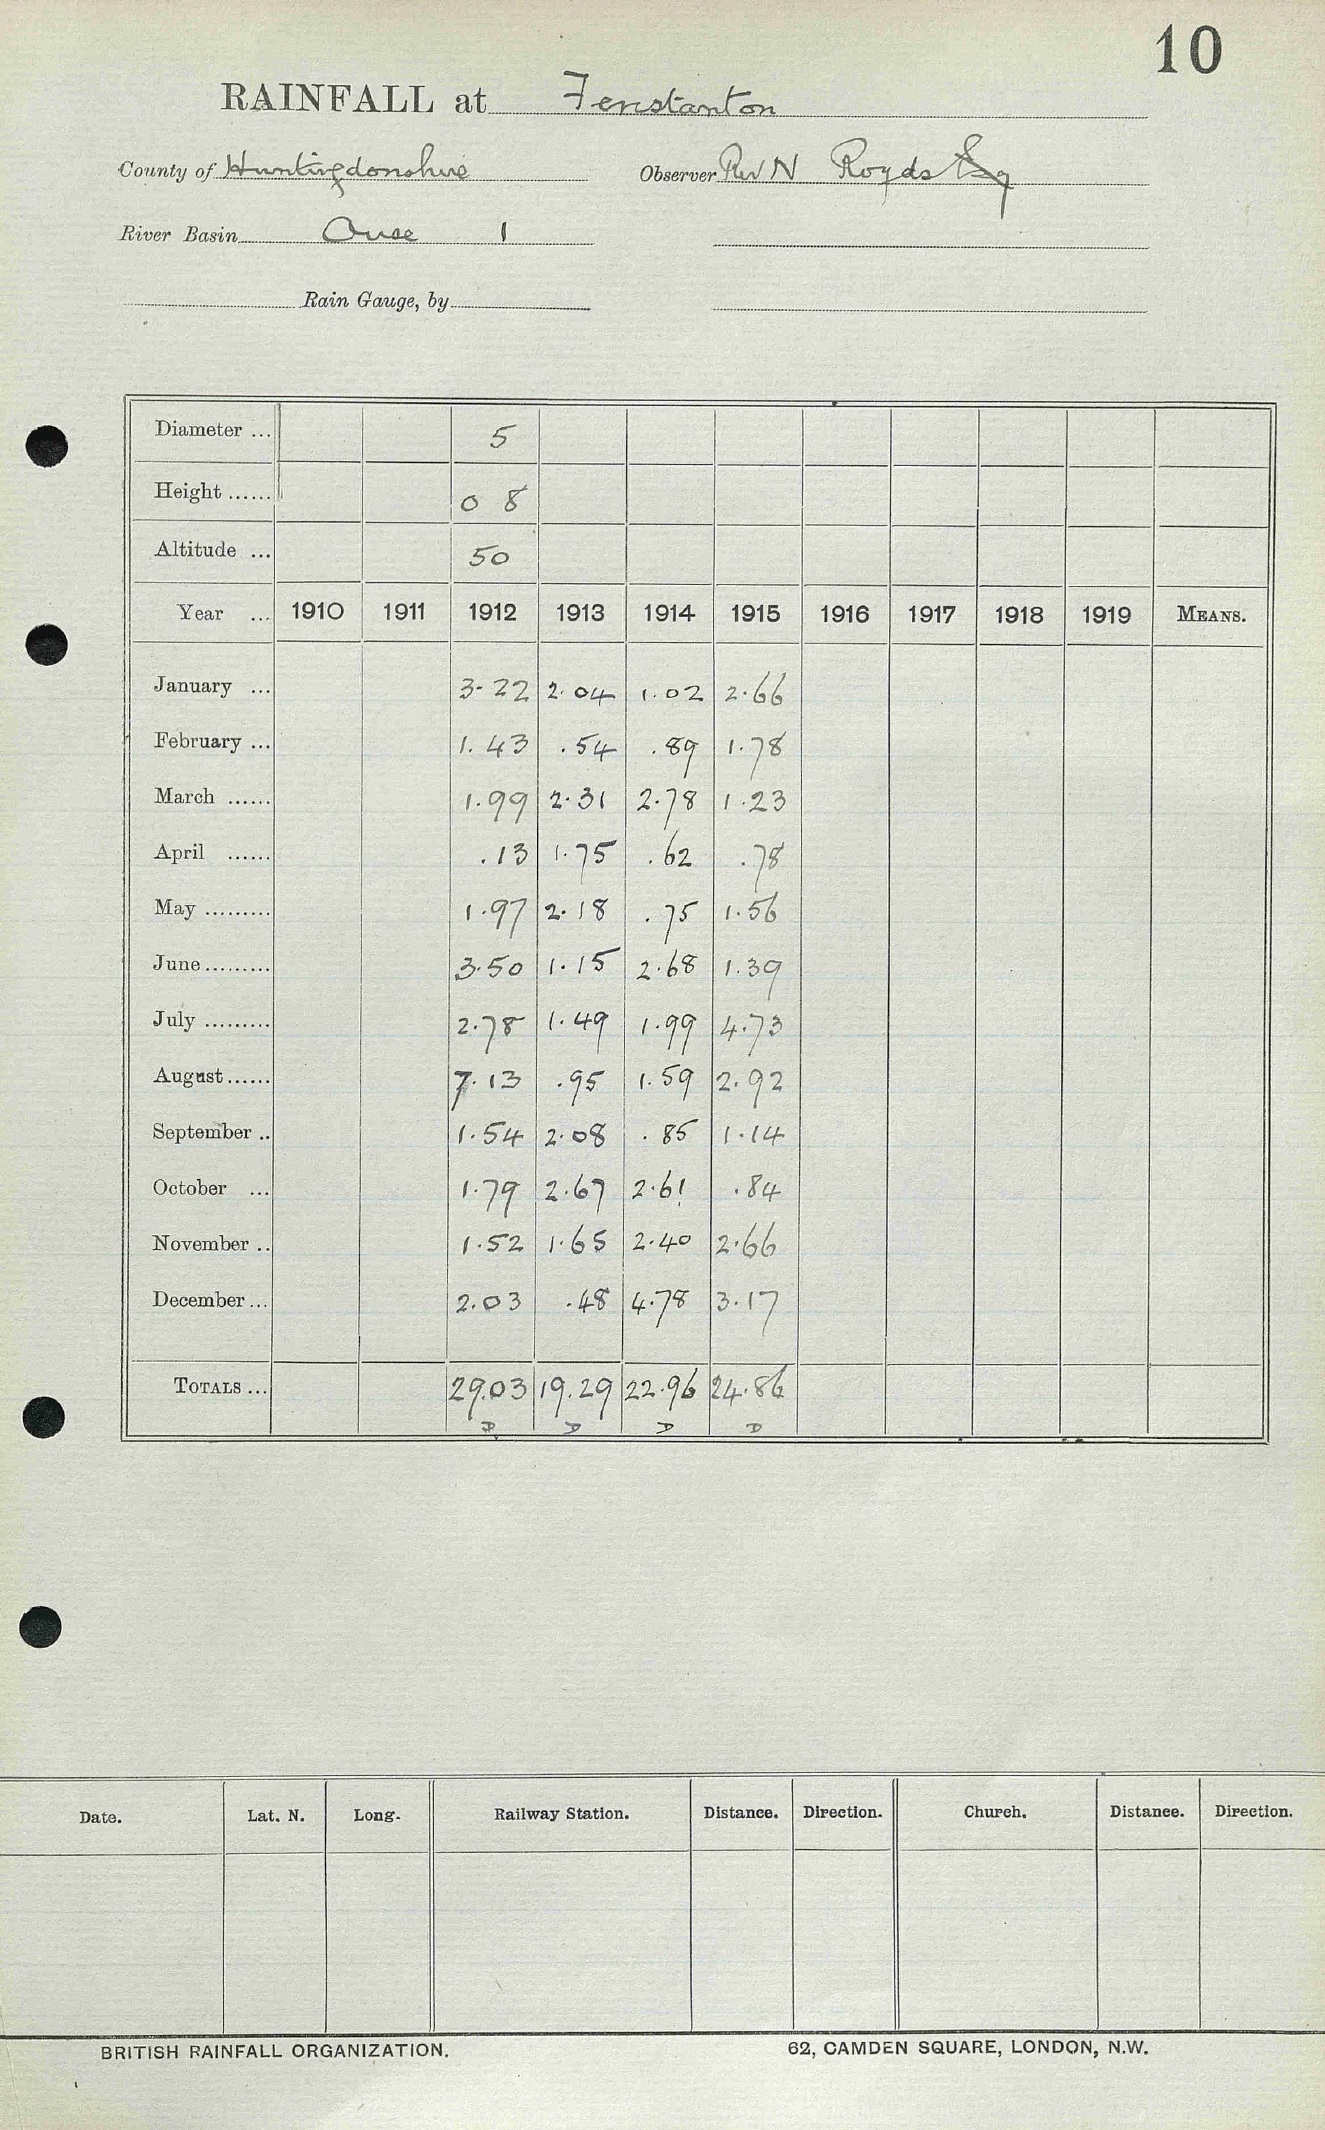 10
RAINFALL at Fenstanton
County of Huntingdonshire Observer Rev N Royds Esq
River Basin Ouse 1
Rain Gauge, by
Diameter ... 5
Height ...... 0 8
Altitude ... 50
Year ... 1910 1911 1912 1913 1914 1915 1916 1917 1918 1919 MEANS.
January ... 3.22 2.04 1.02 2.66
February ... 1.43 .54 .89 1.78
March ...... 1.99 2.31 2.78 1.23
April ...... .13 1.75 .62 .78
May ......... 1.97 2.18 .75 1.56
June ......... 3.50 1.15 2.68 1.39
July ......... 2.78 1.49 1.99 4.73
August ...... 7.13 .95 1.59 2.92
September .. 1.54 2.08 .85 1.14
October ... 1.79 2.67 2.61 .84
November .. 1.52 1.65 2.40 2.66
December ... 2.03 .48 4.78 3.17
TOTALS ... 29.03 19.29 22.96 24.86
D D D D
Date. Lat. N. Long. Railway Station. Distance. Direction. Church. Distance. Direction.
BRITISH RAINFALL ORGANIZATION. 62, CAMDEN SQUARE, LONDON, N.W.